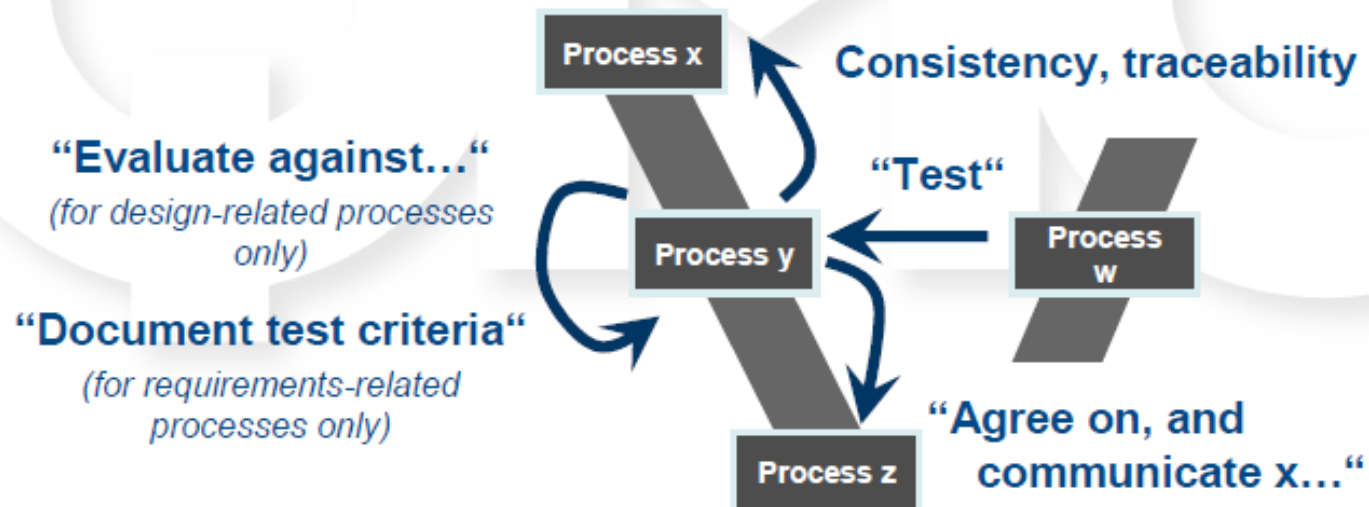 Process x
Consistency, traceability
“Evaluate against…“
(for design-related processes
only)
“Test“
Process y
Process
w
“Document test criteria“
(for requirements-related
processes only)
“Agree on, and
communicate x…“
Process z